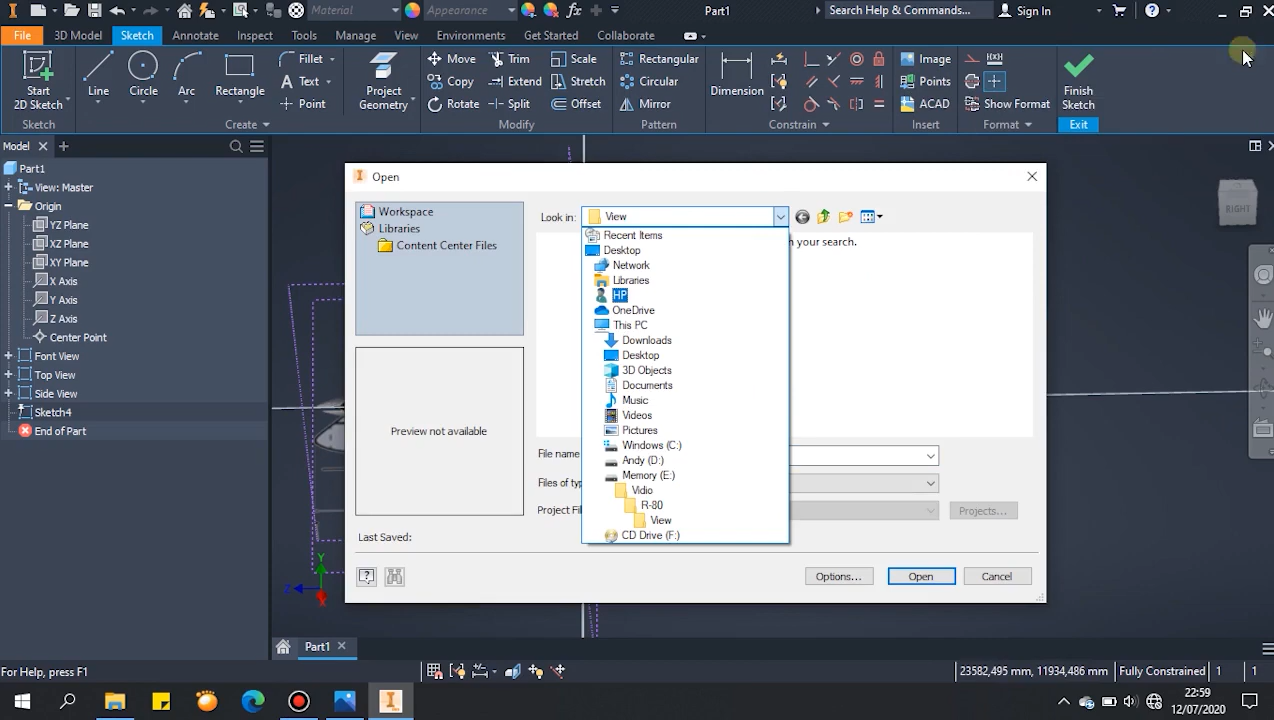 Material
Appearance
Part1
Search Help & Commands...
Sign In
File
3D Model
Sketch
Annotate
Inspect
Tools
Manage
View
Environments
Get Started
Collaborate
Start
2D Sketch
Line
Circle
Arc
Rectangle
Fillet
Text
Point
Project
Geometry
Move
Copy
Rotate
Trim
Extend
Split
Scale
Stretch
Offset
Rectangular
Circular
Mirror
Dimension
Image
Points
ACAD
Show Format
Finish
Sketch
Sketch
Create
Modify
Pattern
Constrain
Insert
Format
Exit
Model
Part1
View: Master
Origin
YZ Plane
XZ Plane
XY Plane
X Axis
Y Axis
Z Axis
Center Point
Font View
Top View
Side View
Sketch4
End of Part
Open
Workspace
Libraries
Content Center Files
Preview not available
Last Saved:
Look in:
View
Recent Items
Desktop
Network
Libraries
HP
OneDrive
This PC
Downloads
Desktop
3D Objects
Documents
Music
Videos
Pictures
Windows (C:)
Andy (D:)
Memory (E:)
Vidio
R-80
View
CD Drive (F:)
h your search.
File name
Files of typ
Project Fil
Projects...
Options...
Open
Cancel
RIGHT
Y
Z
X
Part1
For Help, press F1
23582,495 mm, 11934,486 mm
Fully Constrained
1
1
22:59
12/07/2020